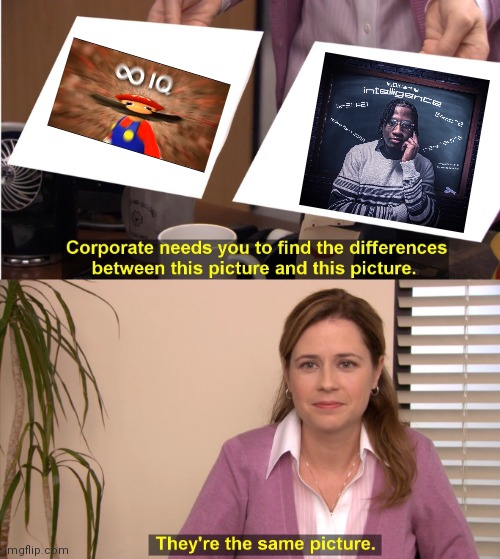 ∞IQ
intelligence
Corporate needs you to find the differences
between this picture and this picture.
They're the same picture.
imgflip.com